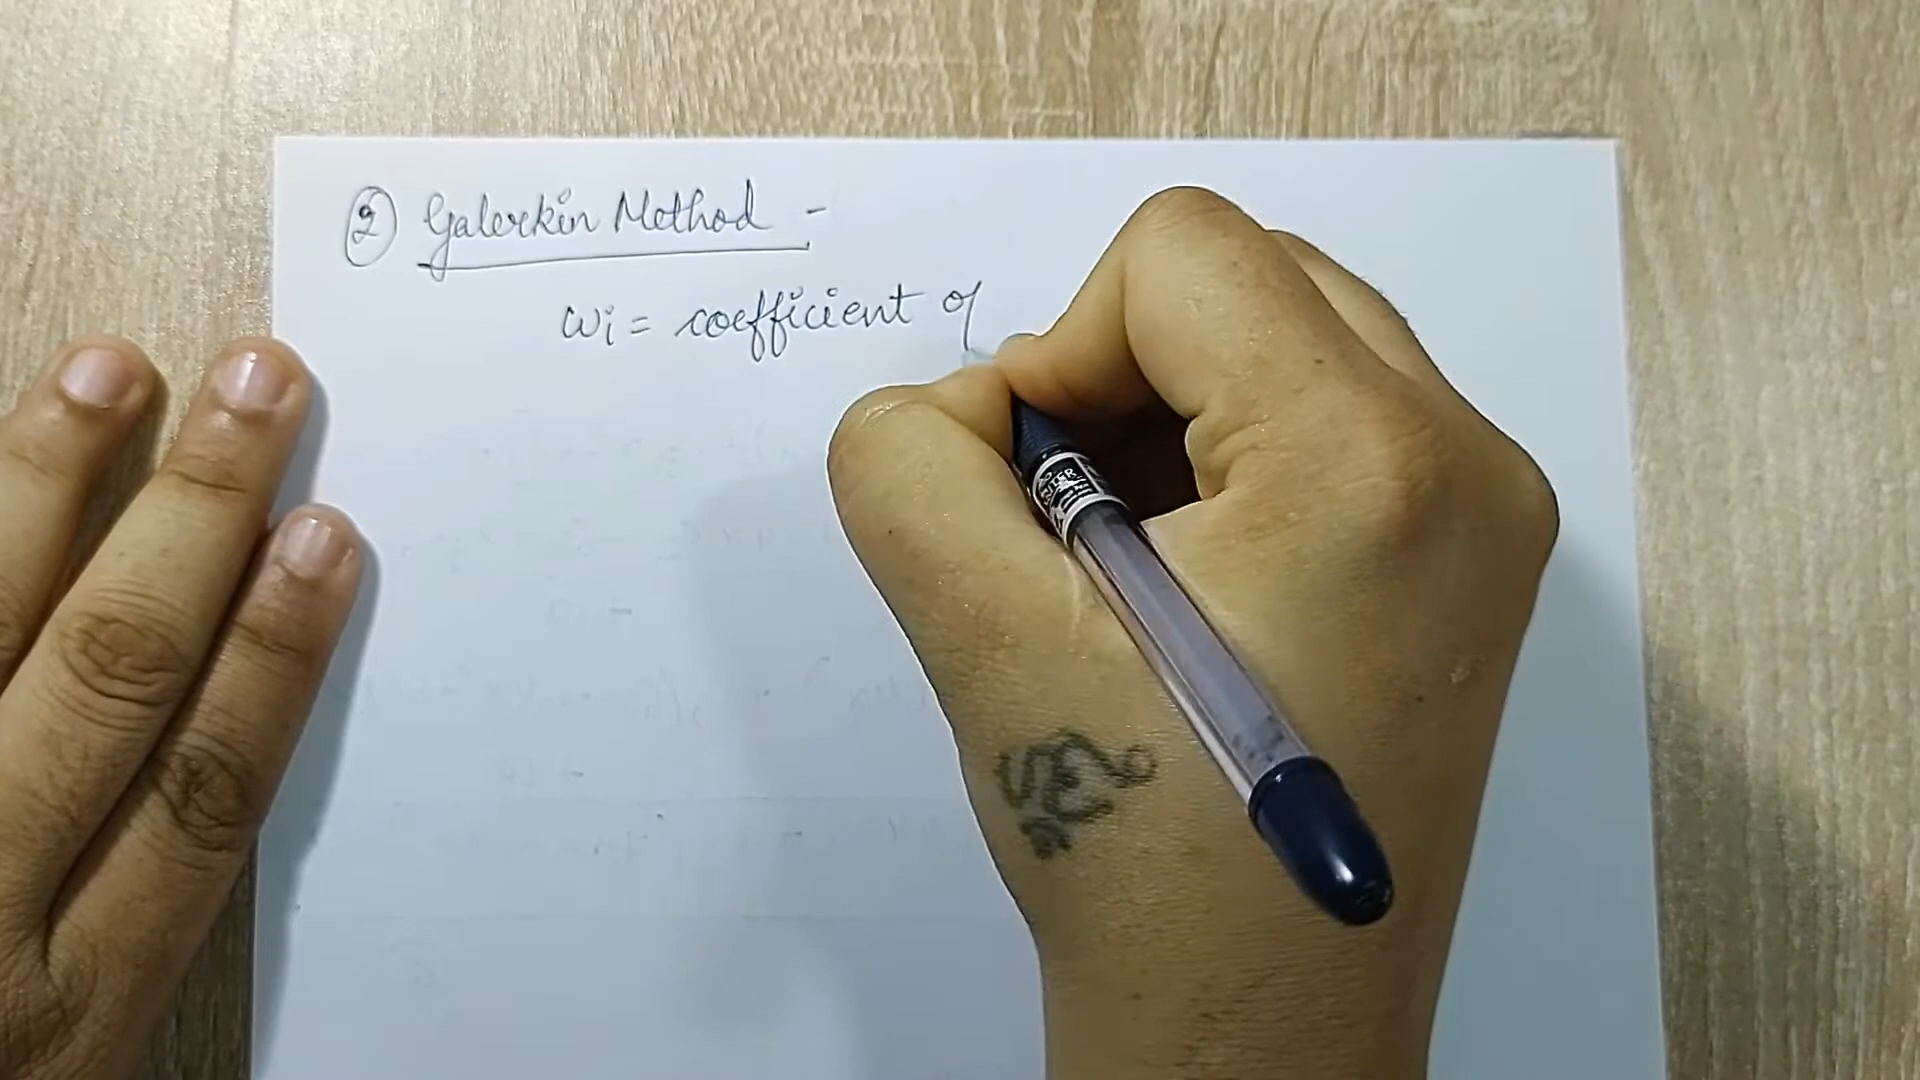 ② Galerkin Method -
wi = coefficient of